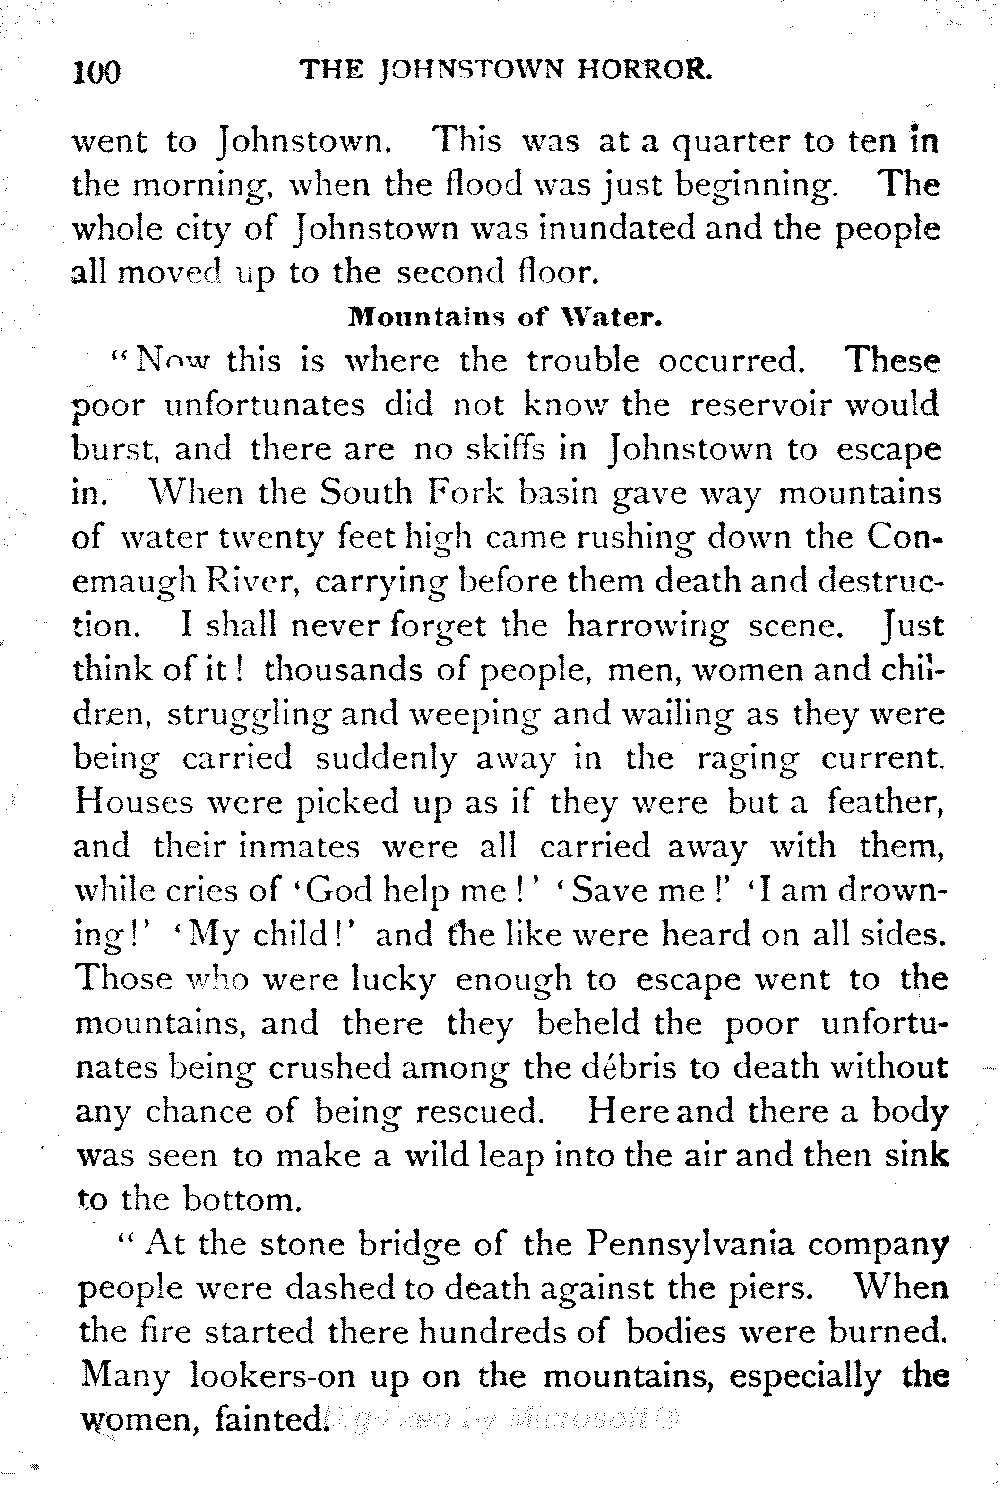 100 THE JOHNSTOWN HORROR.
went to Johnstown. This was at a quarter to ten in
the morning, when the flood was just beginning. The
whole city of Johnstown was inundated and the people
all moved up to the second floor.
Mountains of Water.
“Now this is where the trouble occurred. These
poor unfortunates did not know the reservoir would
burst, and there are no skiffs in Johnstown to escape
in. When the South Fork basin gave way mountains
of water twenty feet high came rushing down the Con-
emaugh River, carrying before them death and destruc-
tion. I shall never forget the harrowing scene. Just
think of it! thousands of people, men, women and chil-
dren, struggling and weeping and wailing as they were
being carried suddenly away in the raging current.
Houses were picked up as if they were but a feather,
and their inmates were all carried away with them,
while cries of ‘God help me!’ ‘Save me!’ ‘I am drown-
ing!’ ‘My child!’ and the like were heard on all sides.
Those who were lucky enough to escape went to the
mountains, and there they beheld the poor unfortu-
nates being crushed among the débris to death without
any chance of being rescued. Here and there a body
was seen to make a wild leap into the air and then sink
to the bottom.
“At the stone bridge of the Pennsylvania company
people were dashed to death against the piers. When
the fire started there hundreds of bodies were burned.
Many lookers-on up on the mountains, especially the
women, fainted. Digitized by Microsoft®